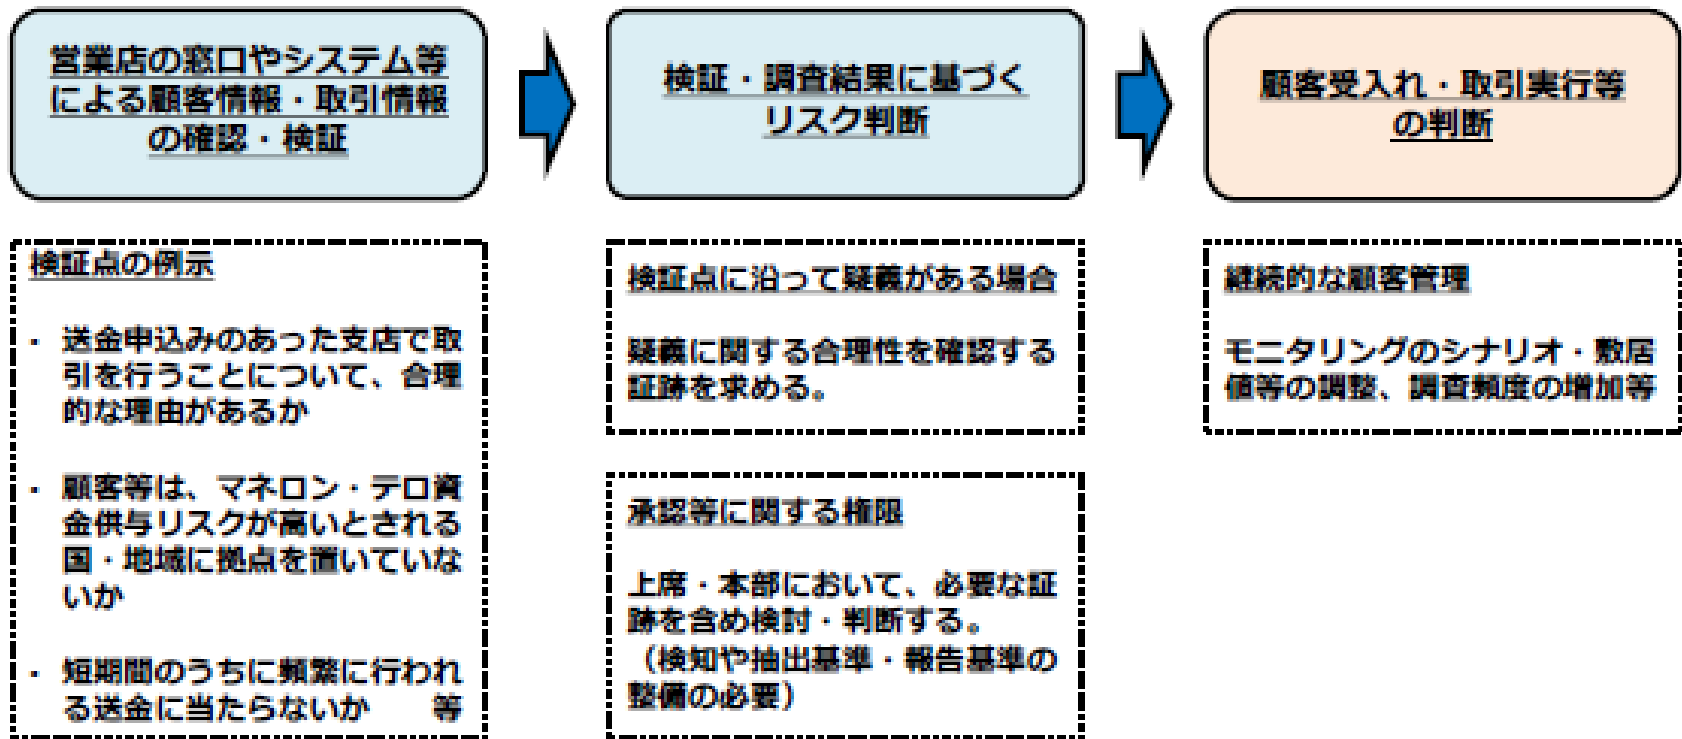 営業店の窓口やシステム等
による顧客情報・取引情報
の確認・検証
検証・調査結果に基づく
リスク判断
顧客受入れ・取引実行等
の判断
検証点の例示
・ 送金申込みのあった支店で取
引を行うことについて、合理
的な理由があるか
・ 顧客等は、マネロン・テロ資
金供与リスクが高いとされる
国・地域に拠点を置いていな
いか
・ 短期間のうちに頻繁に行われ
る送金に当たらないか 等
検証点に沿って疑義がある場合
疑義に関する合理性を確認する
証跡を求める。
承認等に関する権限
上席・本部において、必要な証
跡を含め検討・判断する。
（検知や抽出基準・報告基準の
整備の必要）
継続的な顧客管理
モニタリングのシナリオ・敷居
値等の調整、調査頻度の増加等